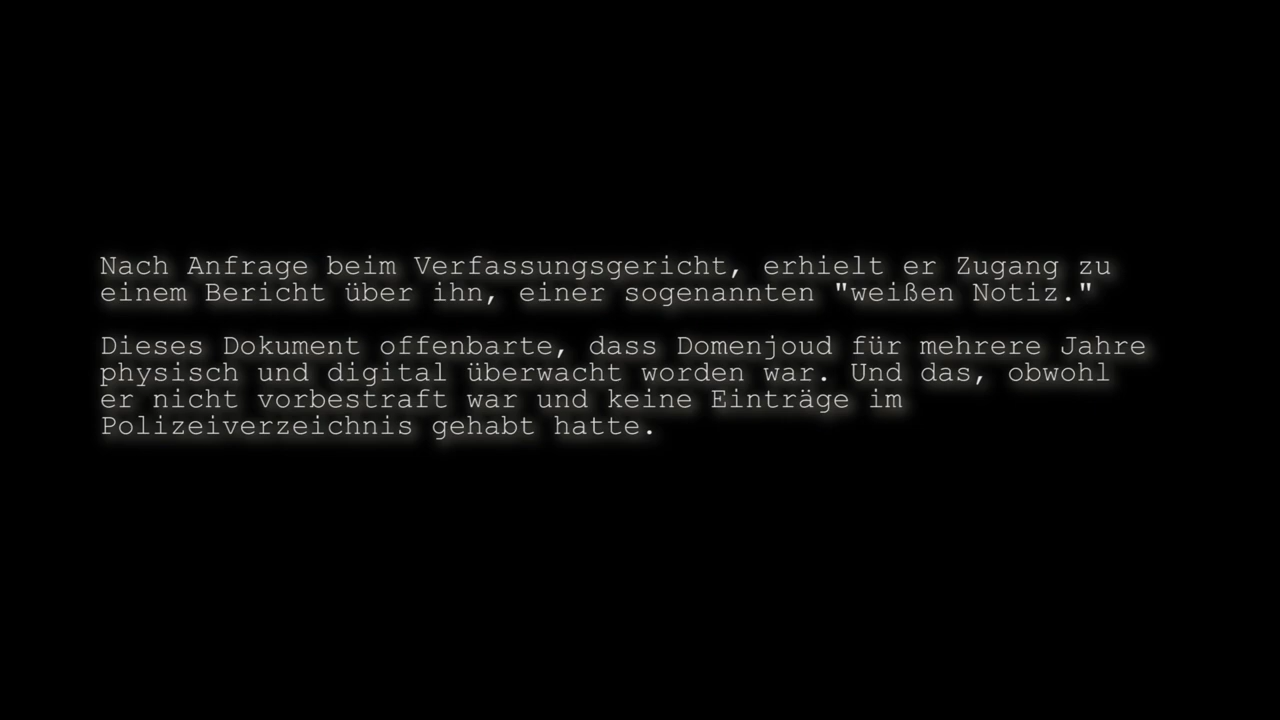 Nach Anfrage beim Verfassungsgericht, erhielt er Zugang zu
einem Bericht über ihn, einer sogenannten "weißen Notiz."
Dieses Dokument offenbarte, dass Domenjoud für mehrere Jahre
physisch und digital überwacht worden war. Und das, obwohl
er nicht vorbestraft war und keine Einträge im
Polizeiverzeichnis gehabt hatte.